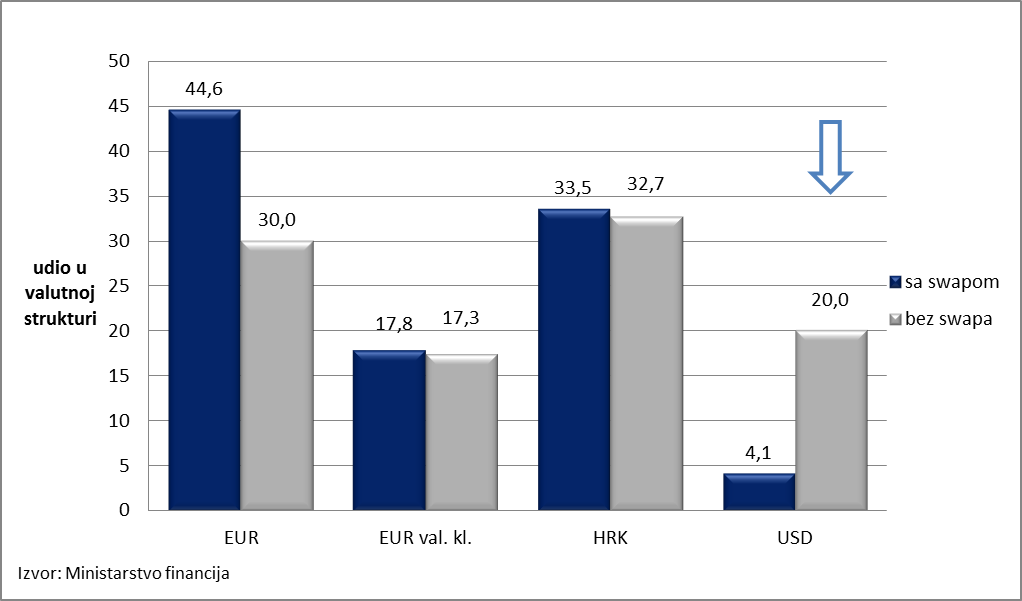 50
45
40
35
30
25
20
15
10
5
0
udio u
valutnoj
strukturi
44,6
30,0
17,8
17,3
33,5
32,7
4,1
20,0
EUR
EUR val. kl.
HRK
USD
sa swapom
bez swapa
Izvor: Ministarstvo financija